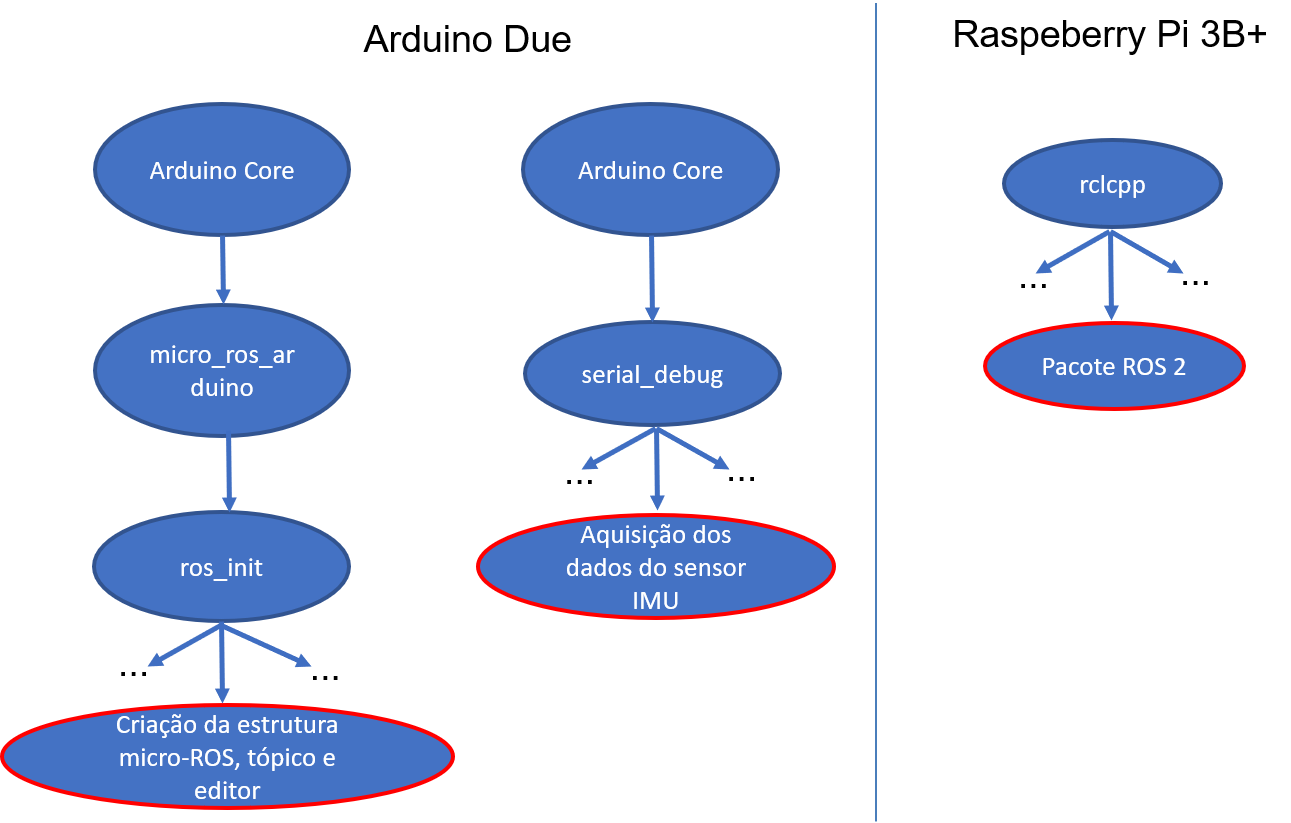 Arduino Due
Raspeberry Pi 3B+
Arduino Core
micro_ros_ar
duino
ros_init
...
...
Criação da estrutura
micro-ROS, tópico e
editor
Arduino Core
serial_debug
...
...
Aquisição dos
dados do sensor
IMU
rclcpp
...
...
Pacote ROS 2